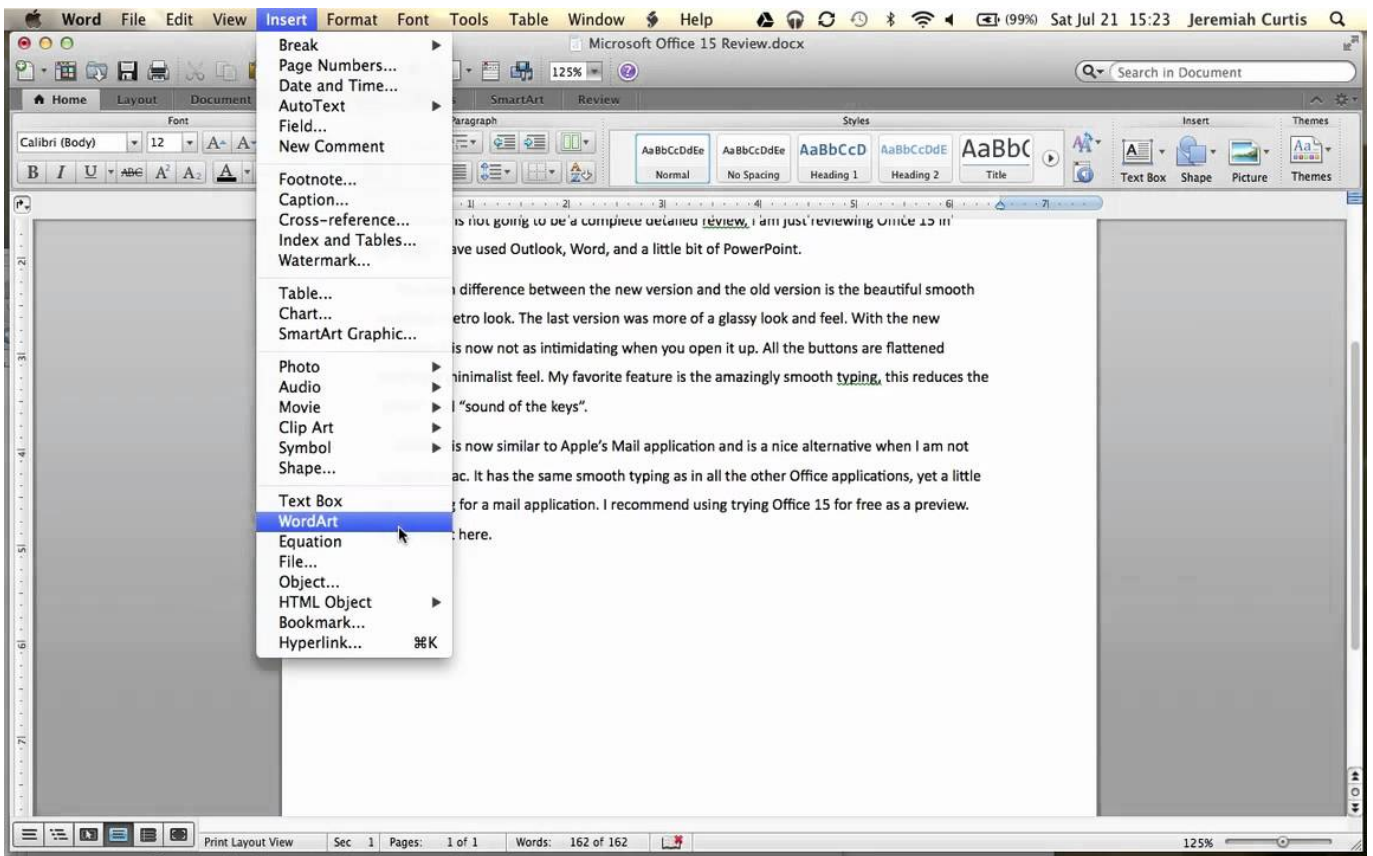 Word File Edit View Insert Format Font Tools Table Window Help (99%) Sat Jul 21 15:23 Jeremiah Curtis
Microsoft Office 15 Review.docx
125%
Search in Document
Home Layout Document SmartArt Review
Font Paragraph Styles Insert Themes
Calibri (Body) 12
AaBbCcDdEe AaBbCcDdEe AaBbCcD AaBbCcDdE AaBbC
Normal No Spacing Heading 1 Heading 2 Title
Text Box Shape Picture Themes
B I U ABC A² A₂ A
Break
Page Numbers...
Date and Time...
AutoText
Field...
New Comment
Footnote...
Caption...
Cross-reference...
Index and Tables...
Watermark...
Table...
Chart...
SmartArt Graphic...
Photo
Audio
Movie
Clip Art
Symbol
Shape...
Text Box
WordArt
Equation
File...
Object...
HTML Object
Bookmark...
Hyperlink... ⌘K
is not going to be a complete detailed review, I am just reviewing Office 15 in
ave used Outlook, Word, and a little bit of PowerPoint.
difference between the new version and the old version is the beautiful smooth
etro look. The last version was more of a glassy look and feel. With the new
is now not as intimidating when you open it up. All the buttons are flattened
minimalist feel. My favorite feature is the amazingly smooth typing, this reduces the
"sound of the keys".
is now similar to Apple's Mail application and is a nice alternative when I am not
ac. It has the same smooth typing as in all the other Office applications, yet a little
for a mail application. I recommend using trying Office 15 for free as a preview.
here.
Print Layout View Sec 1 Pages: 1 of 1 Words: 162 of 162 125%